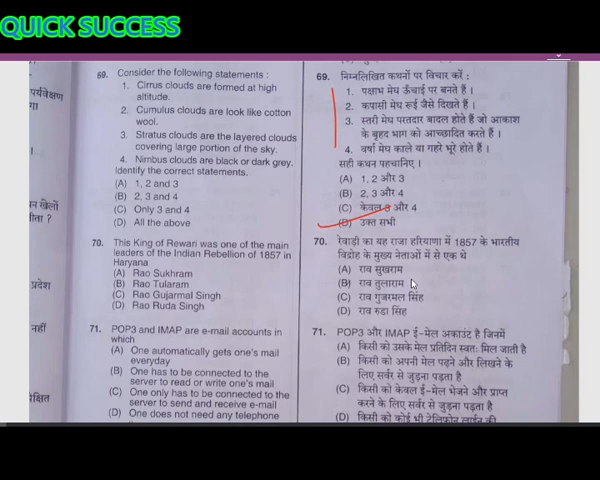 QUICK SUCCESS
पर्यवेक्षण
गा
न खेलों
गीता ?
प्रदेश
नहीं
क्षित
69. Consider the following statements :
1. Cirrus clouds are formed at high
altitude.
2. Cumulus clouds are look like cotton
wool.
3. Stratus clouds are the layered clouds
covering large portion of the sky.
4. Nimbus clouds are black or dark grey.
Identify the correct statements.
(A) 1, 2 and 3
(B) 2, 3 and 4
(C) Only 3 and 4
(D) All the above
70. This King of Rewari was one of the main
leaders of the Indian Rebellion of 1857 in
Haryana
(A) Rao Sukhram
(B) Rao Tularam
(C) Rao Gujarmal Singh
(D) Rao Ruda Singh
71. POP3 and IMAP are e-mail accounts in
which
(A) One automatically gets one's mail
everyday
(B) One has to be connected to the
server to read or write one's mail
(C) One only has to be connected to the
server to send and receive e-mail
(D) One does not need any telephone
69. निम्नलिखित कथनों पर विचार करें :
1. पक्षाभ मेघ ऊँचाई पर बनते हैं ।
2. कपासी मेघ रूई जैसे दिखते हैं ।
3. स्तरी मेघ परतदार बादल होते हैं जो आकाश
के बृहद भाग को आच्छादित करते हैं ।
4. वर्षा मेघ काले या गहरे भूरे होते हैं ।
सही कथन पहचानिए ।
(A) 1, 2 और 3
(B) 2, 3 और 4
(C) केवल 3 और 4
(D) उक्त सभी
70. रेवाड़ी का यह राजा हरियाणा में 1857 के भारतीय
विद्रोह के मुख्य नेताओं में से एक थे
(A) राव सुखराम
(B) राव तुलाराम
(C) राव गुजरमल सिंह
(D) राव रुडा सिंह
71. POP3 और IMAP ई-मेल अकाउंट है जिनमें
(A) किसी को उसके मेल प्रतिदिन स्वतः मिल जाती है
(B) किसी को अपनी मेल पढ़ने और लिखने के
लिए सर्वर से जुड़ना पड़ता है
(C) किसी को केवल ई-मेल भेजने और प्राप्त
करने के लिए सर्वर से जुड़ना पड़ता है
(D) किसी को कोई भी टेलिफोन लाईन की